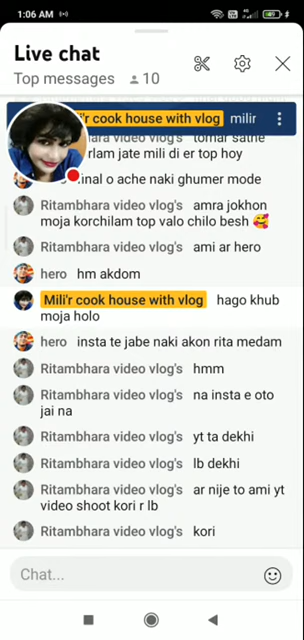 1:06 AM
Live chat
Top messages 10
i'r cook house with vlog milir
tomar sathe
rlam jate mili di er top hoy
inal o ache naki ghumer mode
Ritambhara video vlog's amra jokhon
moja korchilam top valo chilo besh 🥰
Ritambhara video vlog's ami ar hero
hero hm akdom
Mili'r cook house with vlog hago khub
moja holo
hero insta te jabe naki akon rita medam
Ritambhara video vlog's hmm
Ritambhara video vlog's na insta e oto
jai na
Ritambhara video vlog's yt ta dekhi
Ritambhara video vlog's lb dekhi
Ritambhara video vlog's ar nije to ami yt
video shoot kori r lb
Ritambhara video vlog's kori
Chat...